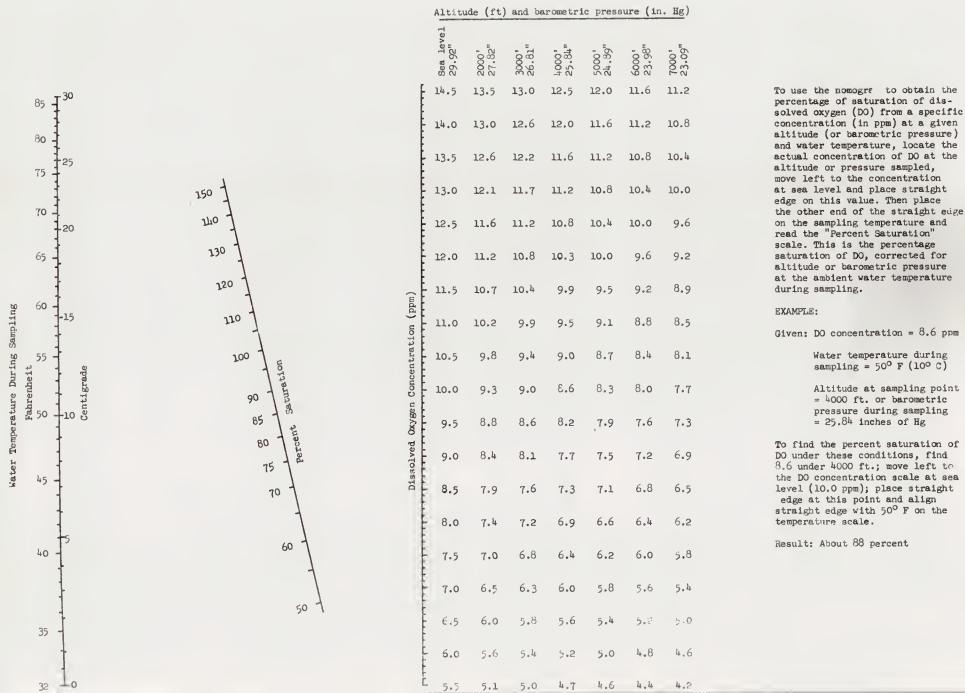 Altitude (ft) and barometric pressure (in. Hg)
Sea level 2000' 3000' 4000' 5000' 6000' 7000'
29.92" 27.82" 26.81" 25.84" 24.89" 23.98" 23.09"
14.5 13.5 13.0 12.5 12.0 11.6 11.2
14.0 13.0 12.6 12.0 11.6 11.2 10.8
13.5 12.6 12.2 11.6 11.2 10.8 10.4
13.0 12.1 11.7 11.2 10.8 10.4 10.0
12.5 11.6 11.2 10.8 10.4 10.0 9.6
12.0 11.2 10.8 10.3 10.0 9.6 9.2
11.5 10.7 10.4 9.9 9.5 9.2 8.9
11.0 10.2 9.9 9.5 9.1 8.8 8.5
10.5 9.8 9.4 9.0 8.7 8.4 8.1
10.0 9.3 9.0 8.6 8.3 8.0 7.7
9.5 8.8 8.6 8.2 7.9 7.6 7.3
9.0 8.4 8.1 7.7 7.5 7.2 6.9
8.5 7.9 7.6 7.3 7.1 6.8 6.5
8.0 7.4 7.2 6.9 6.6 6.4 6.2
7.5 7.0 6.8 6.4 6.2 6.0 5.8
7.0 6.5 6.3 6.0 5.8 5.6 5.4
6.5 6.0 5.8 5.6 5.4 5.0
6.0 5.6 5.4 5.2 5.0 4.8 4.6
5.5 5.1 5.0 4.7 4.6 4.4 4.2
Dissolved Oxygen Concentration (ppm)
Water Temperature During Sampling
Fahrenheit
85
80
75
70
65
60
55
50
45
40
35
32
Centigrade
30
25
20
15
10
5
0
Percent Saturation
150
140
130
120
110
100
90
85
80
75
70
60
50
To use the nomogr to obtain the
percentage of saturation of dis-
solved oxygen (DO) from a specific
concentration (in ppm) at a given
altitude (or barometric pressure)
and water temperature, locate the
actual concentration of DO at the
altitude or pressure sampled,
move left to the concentration
at sea level and place straight
edge on this value. Then place
the other end of the straight edge
on the sampling temperature and
read the "Percent Saturation"
scale. This is the percentage
saturation of DO, corrected for
altitude or barometric pressure
at the ambient water temperature
during sampling.
EXAMPLE:
Given: DO concentration = 8.6 ppm
Water temperature during
sampling = 50° F (10° C)
Altitude at sampling point
= 4000 ft. or barometric
pressure during sampling
= 25.84 inches of Hg
To find the percent saturation of
DO under these conditions, find
8.6 under 4000 ft.; move left to
the DO concentration scale at sea
level (10.0 ppm); place straight
edge at this point and align
straight edge with 50° F on the
temperature scale.
Result: About 88 percent